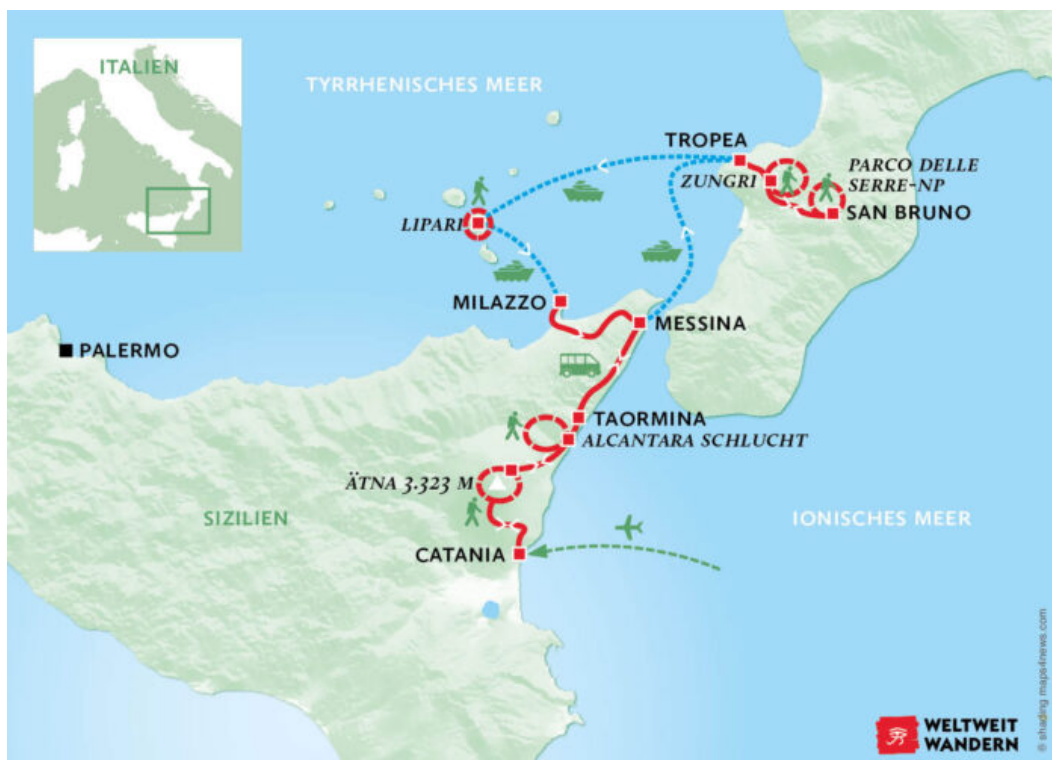 ITALIEN
TYRRHENISCHES MEER
TROPEA
PARCO DELLE
SERRE-NP
ZUNGRI
SAN BRUNO
LIPARI
MILAZZO
MESSINA
PALERMO
TAORMINA
ALCANTARA SCHLUCHT
ÄTNA 3.323 M
SIZILIEN
IONISCHES MEER
CATANIA
WELTWEIT
WANDERN
© shading maps4news.com